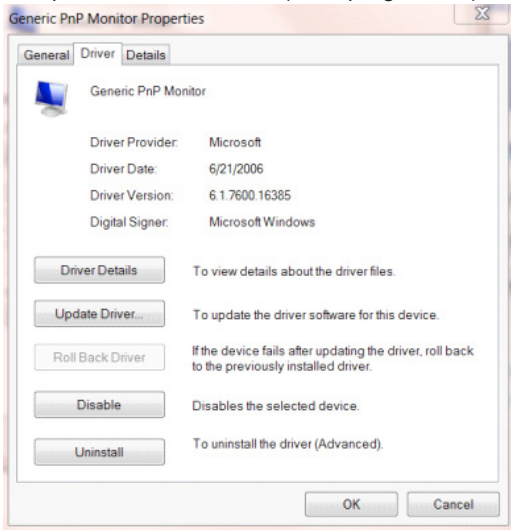 Generic PnP Monitor Properties
General Driver Details
Generic PnP Monitor
Driver Provider: Microsoft
Driver Date: 6/21/2006
Driver Version: 6.1.7600.16385
Digital Signer: Microsoft Windows
Driver Details To view details about the driver files.
Update Driver... To update the driver software for this device.
Roll Back Driver If the device fails after updating the driver, roll back
to the previously installed driver.
Disable Disables the selected device.
Uninstall To uninstall the driver (Advanced).
OK Cancel